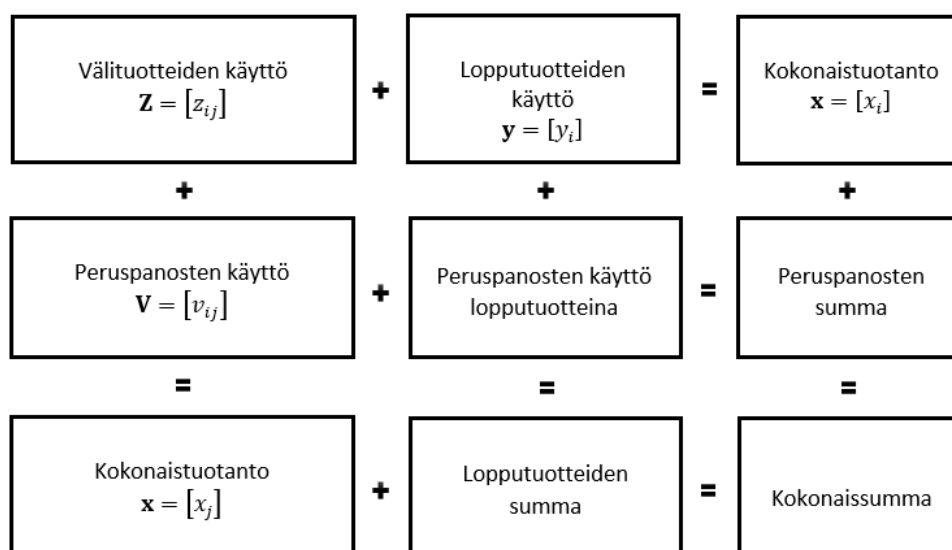 Välituotteiden käyttö + Lopputuotteiden = Kokonaistuotanto
𝐙 = [z_ij] käyttö 𝐱 = [x_i]
𝐲 = [y_i]
+ + +
Peruspanosten käyttö + Peruspanosten käyttö = Peruspanosten
𝐕 = [v_ij] lopputuotteina summa
= = =
Kokonaistuotanto + Lopputuotteiden = Kokonaissumma
𝐱 = [x_j] summa